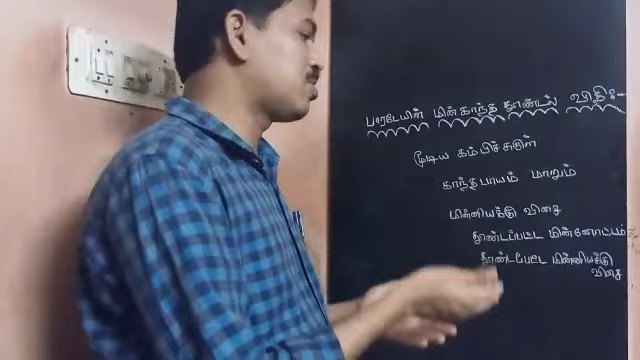 பாரடேயின் மின்காந்த தூண்டல் விதி:-
மூடிய கம்பிச்சுருள்
காந்தபாயம் மாறும்
மின்னியக்கு விசை
தூண்டப்பட்ட மின்னோட்டம்
தூண்டப்பட்ட மின்னியக்கு
விசை